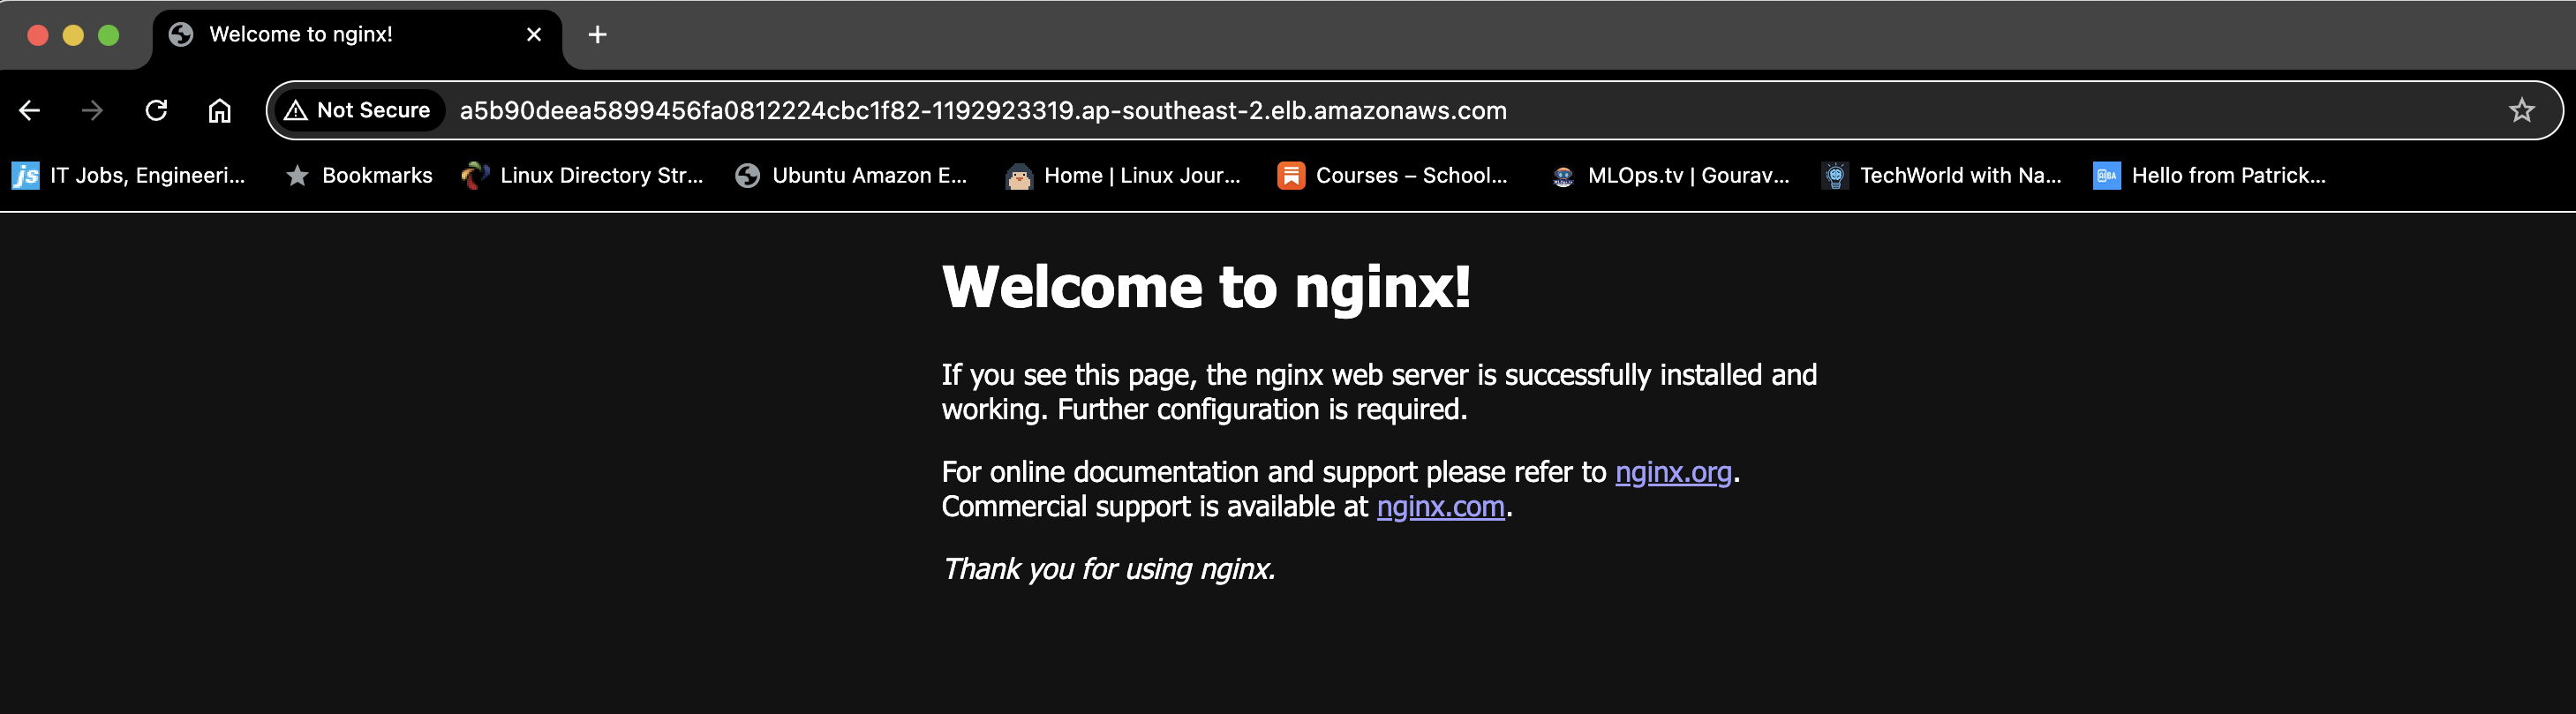 Welcome to nginx!
Not Secure a5b90deea5899456fa0812224cbc1f82-1192923319.ap-southeast-2.elb.amazonaws.com
js IT Jobs, Engineeri... Bookmarks Linux Directory Str... Ubuntu Amazon E... Home | Linux Jour... Courses – School... MLOps.tv | Gourav... TechWorld with Na... Hello from Patrick...
Welcome to nginx!
If you see this page, the nginx web server is successfully installed and
working. Further configuration is required.
For online documentation and support please refer to nginx.org.
Commercial support is available at nginx.com.
Thank you for using nginx.